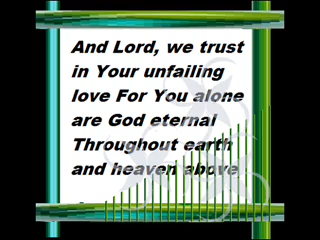 And Lord, we trust
in Your unfailing
love For You alone
are God eternal
Throughout earth
and heaven above